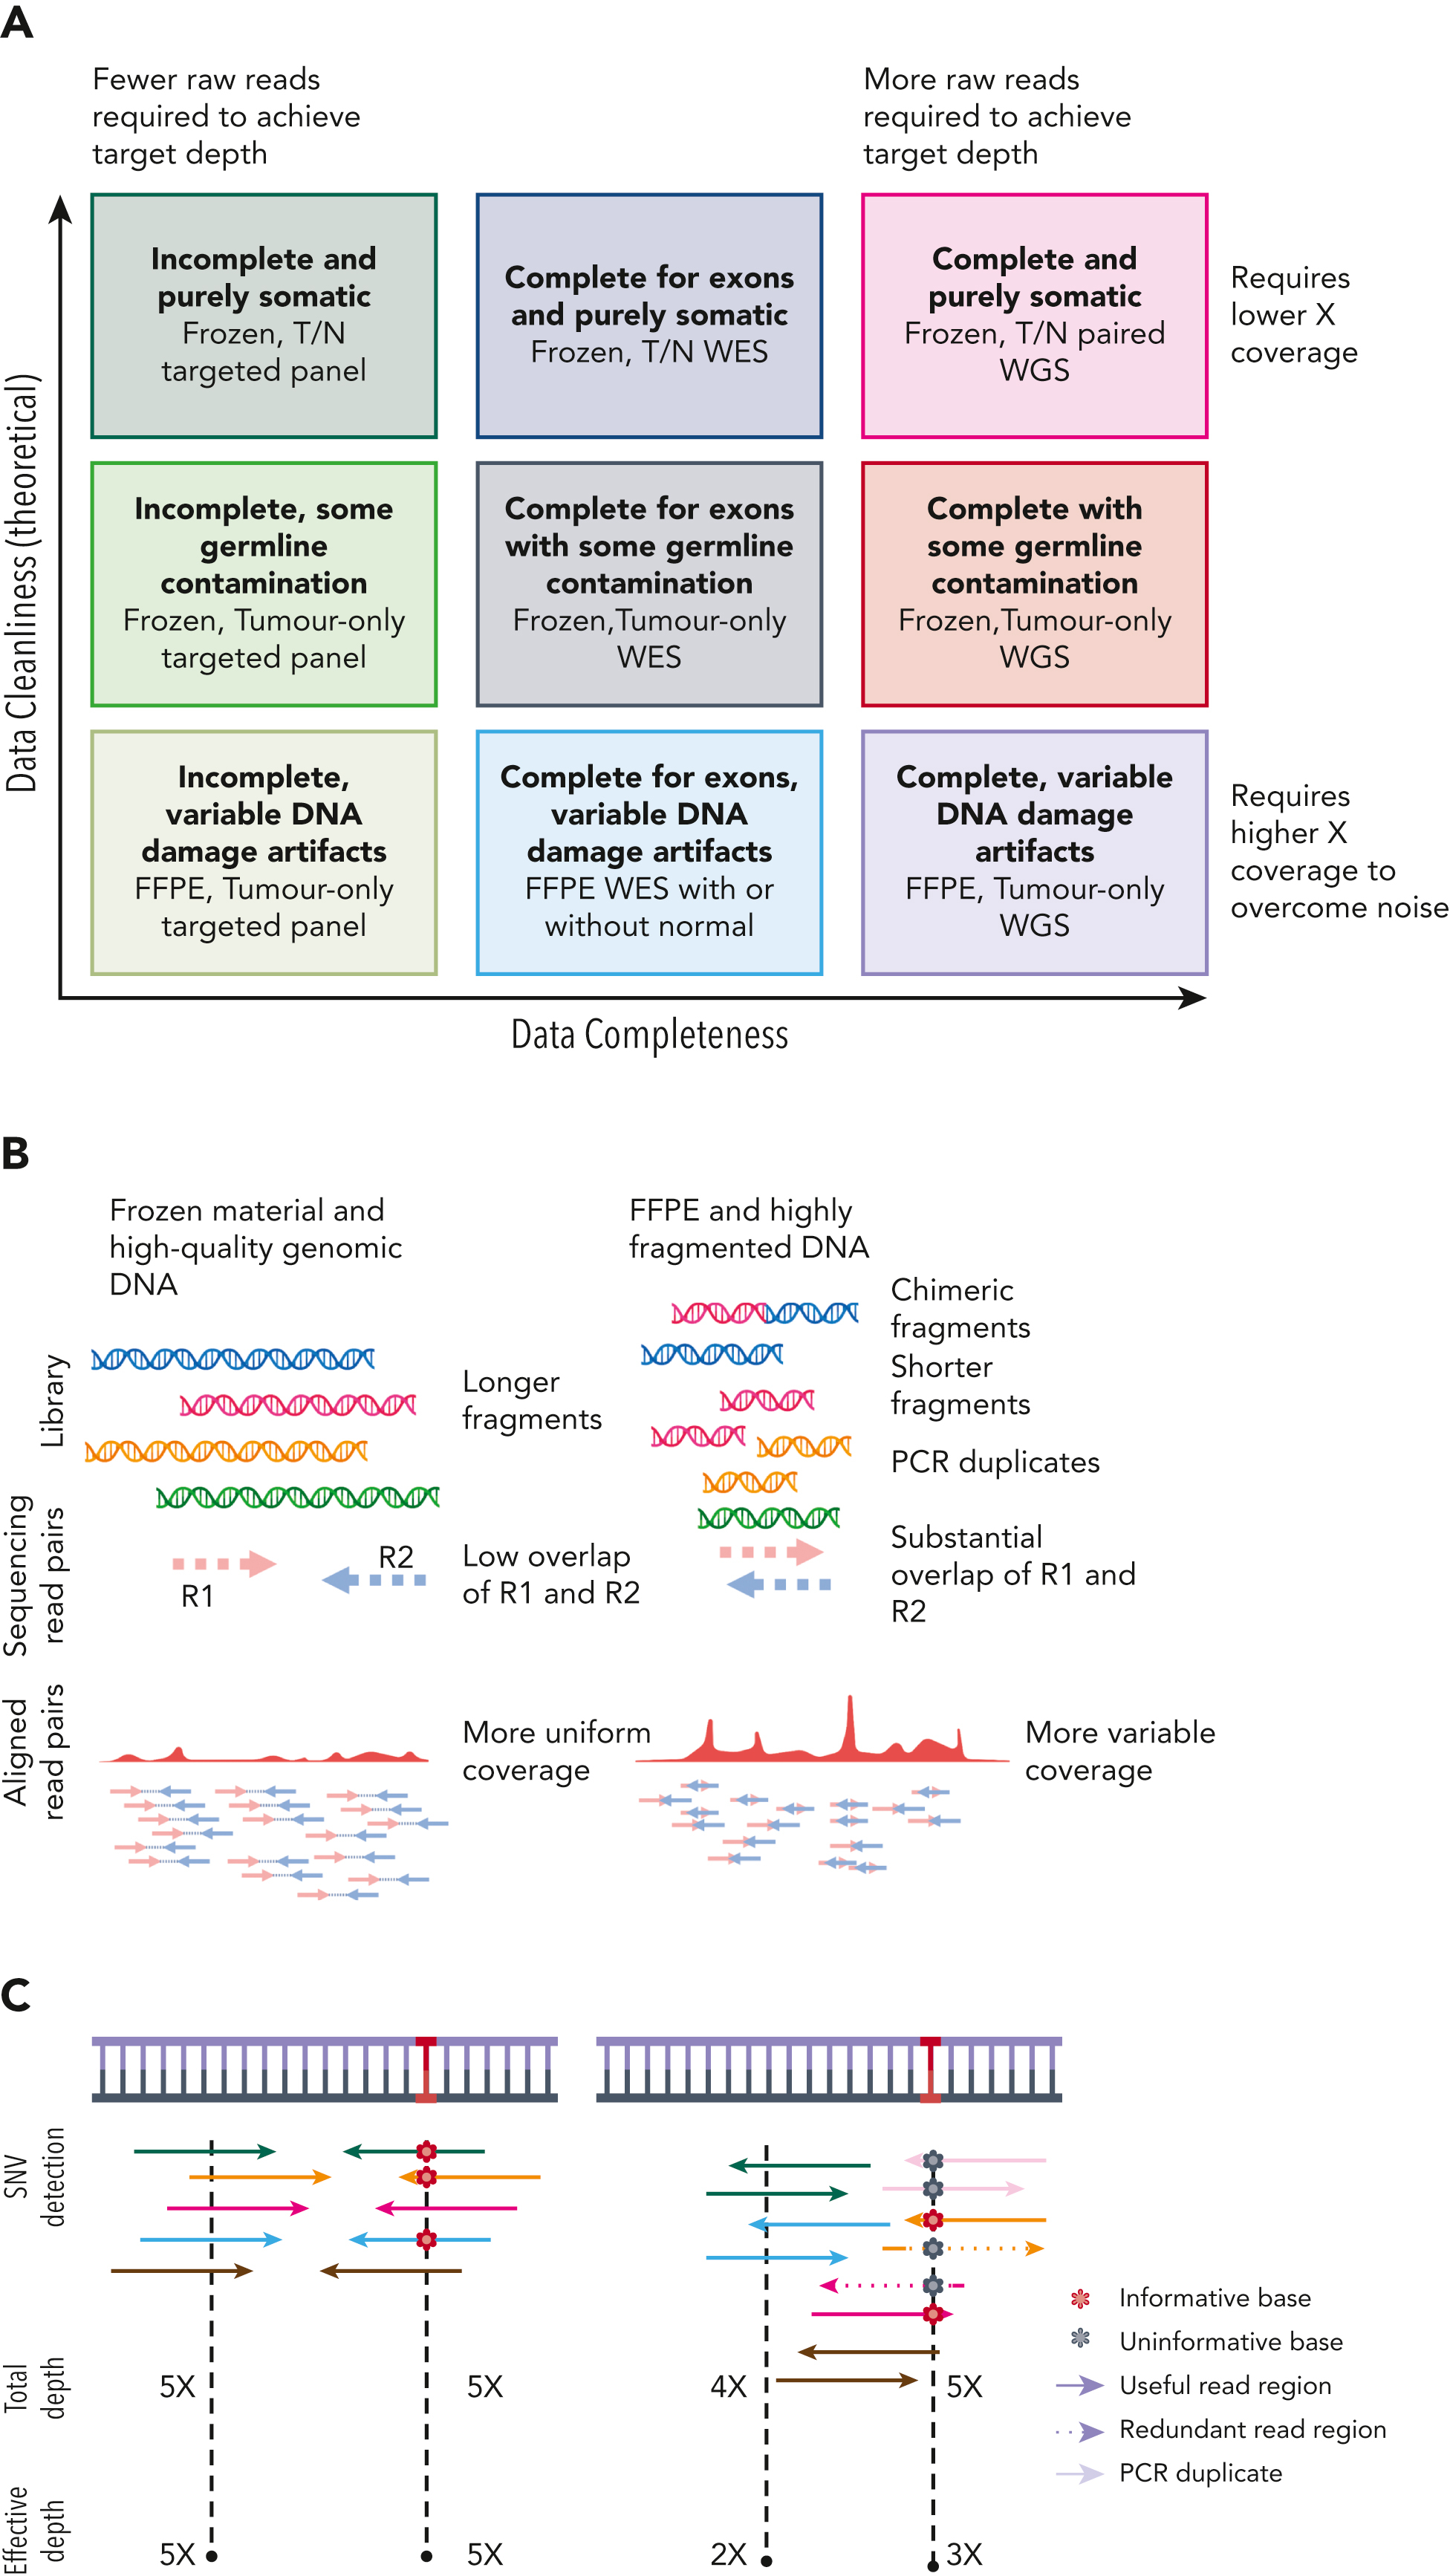 A
Fewer raw reads
required to achieve
target depth
More raw reads
required to achieve
target depth
Data Cleanliness (theoretical)
Incomplete and
purely somatic
Frozen, T/N
targeted panel
Complete for exons
and purely somatic
Frozen, T/N WES
Complete and
purely somatic
Frozen, T/N paired
WGS
Requires
lower X
coverage
Incomplete, some
germline
contamination
Frozen, Tumour-only
targeted panel
Complete for exons
with some germline
contamination
Frozen,Tumour-only
WES
Complete with
some germline
contamination
Frozen,Tumour-only
WGS
Incomplete,
variable DNA
damage artifacts
FFPE, Tumour-only
targeted panel
Complete for exons,
variable DNA
damage artifacts
FFPE WES with or
without normal
Complete, variable
DNA damage
artifacts
FFPE, Tumour-only
WGS
Requires
higher X
coverage to
overcome noise
Data Completeness
B
Frozen material and
high-quality genomic
DNA
FFPE and highly
fragmented DNA
Library
Longer
fragments
Chimeric
fragments
Shorter
fragments
PCR duplicates
Sequencing
read pairs
R1
R2
Low overlap
of R1 and R2
Substantial
overlap of R1 and
R2
Aligned
read pairs
More uniform
coverage
More variable
coverage
C
SNV
detection
Total
depth
5X
5X
4X
5X
Effective
depth
5X
5X
2X
3X
Informative base
Uninformative base
Useful read region
Redundant read region
PCR duplicate